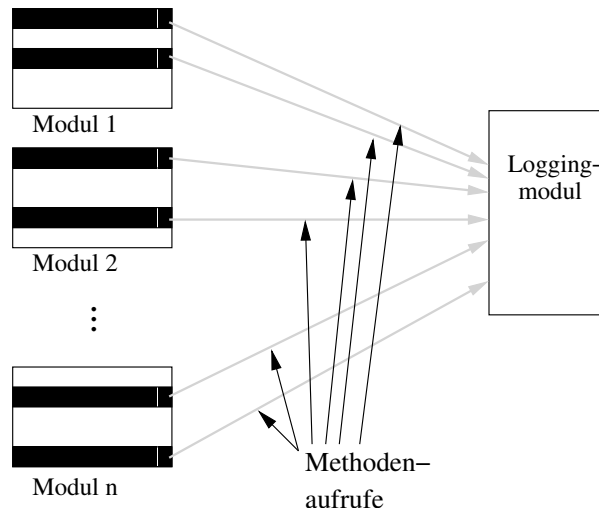 Modul 1
Logging-
modul
Modul 2
...
Modul n
Methoden-
aufrufe